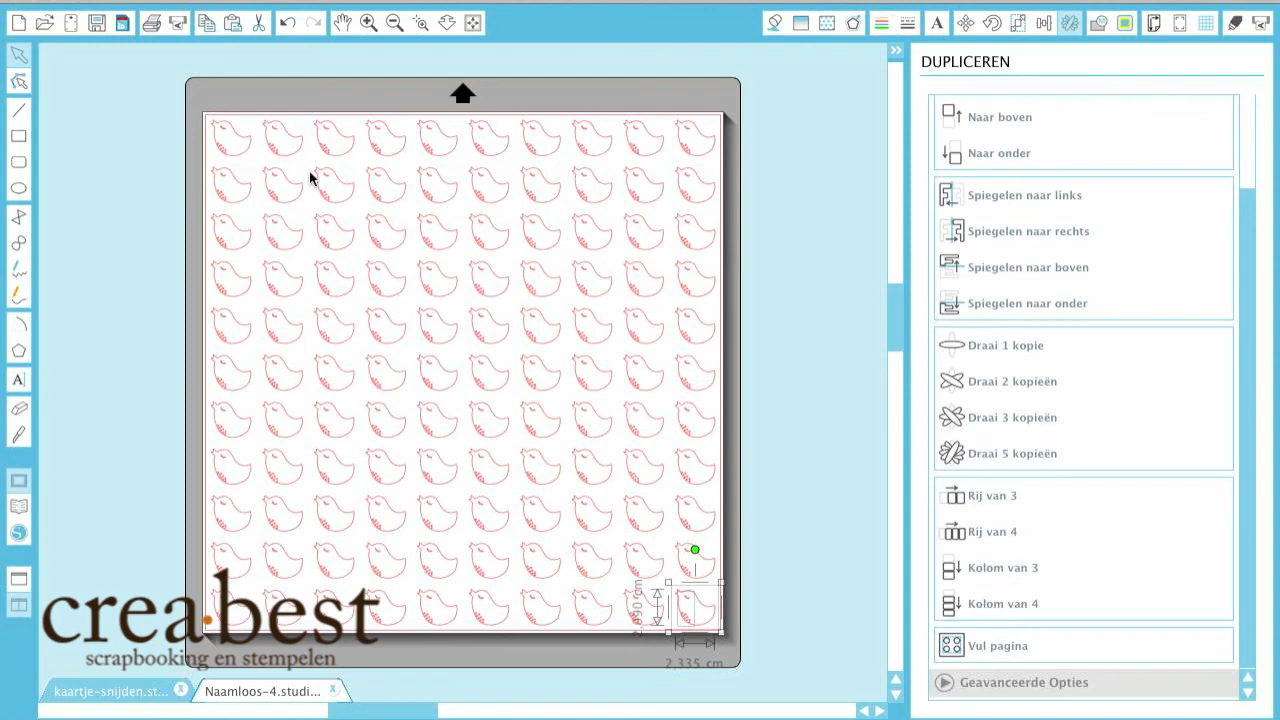 DUPLICEREN
Naar boven
Naar onder
Spiegelen naar links
Spiegelen naar rechts
Spiegelen naar boven
Spiegelen naar onder
Draai 1 kopie
Draai 2 kopieën
Draai 3 kopieën
Draai 5 kopieën
Rij van 3
Rij van 4
Kolom van 3
Kolom van 4
Vul pagina
Geavanceerde Opties
crea.best
scrapbooking en stempelen
2,335 cm
kaartje-snijden.st...
Naamloos-4.studi...